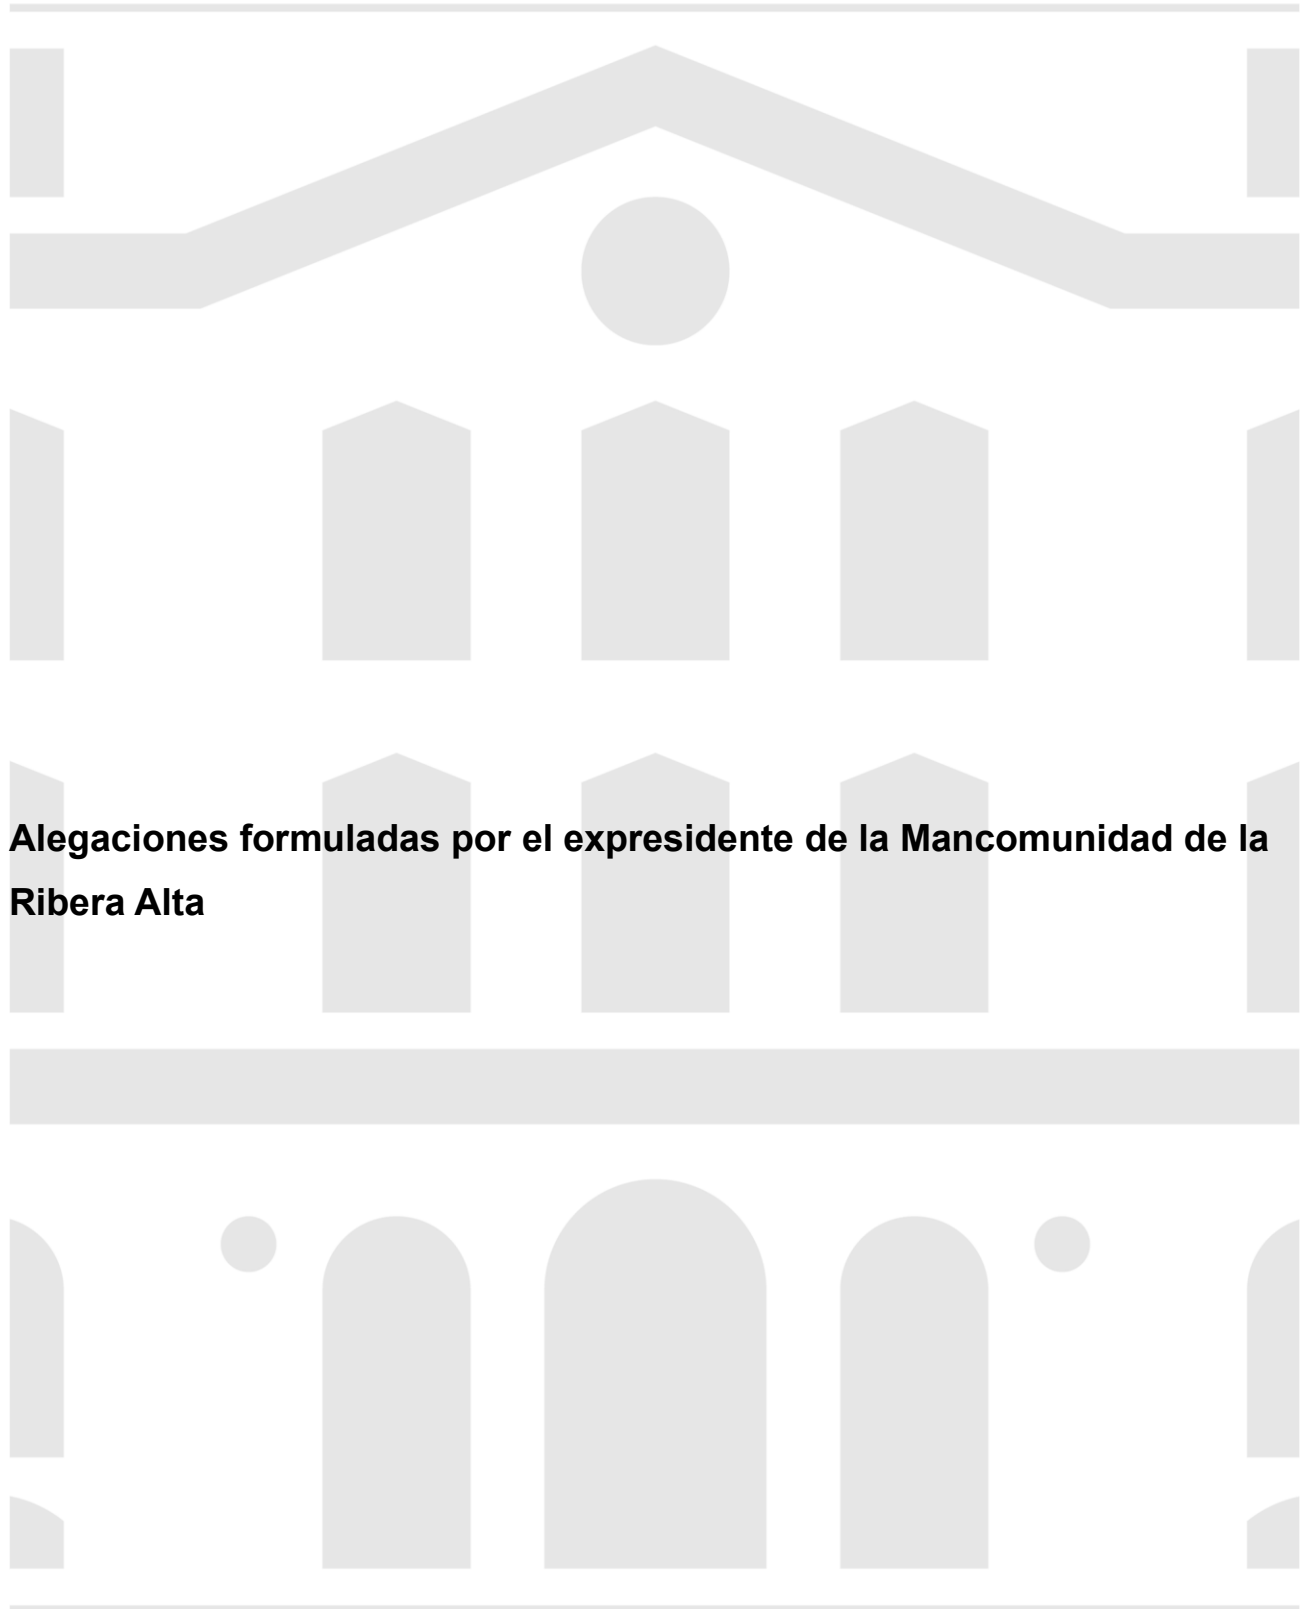 Alegaciones formuladas por el expresidente de la Mancomunidad de la
Ribera Alta